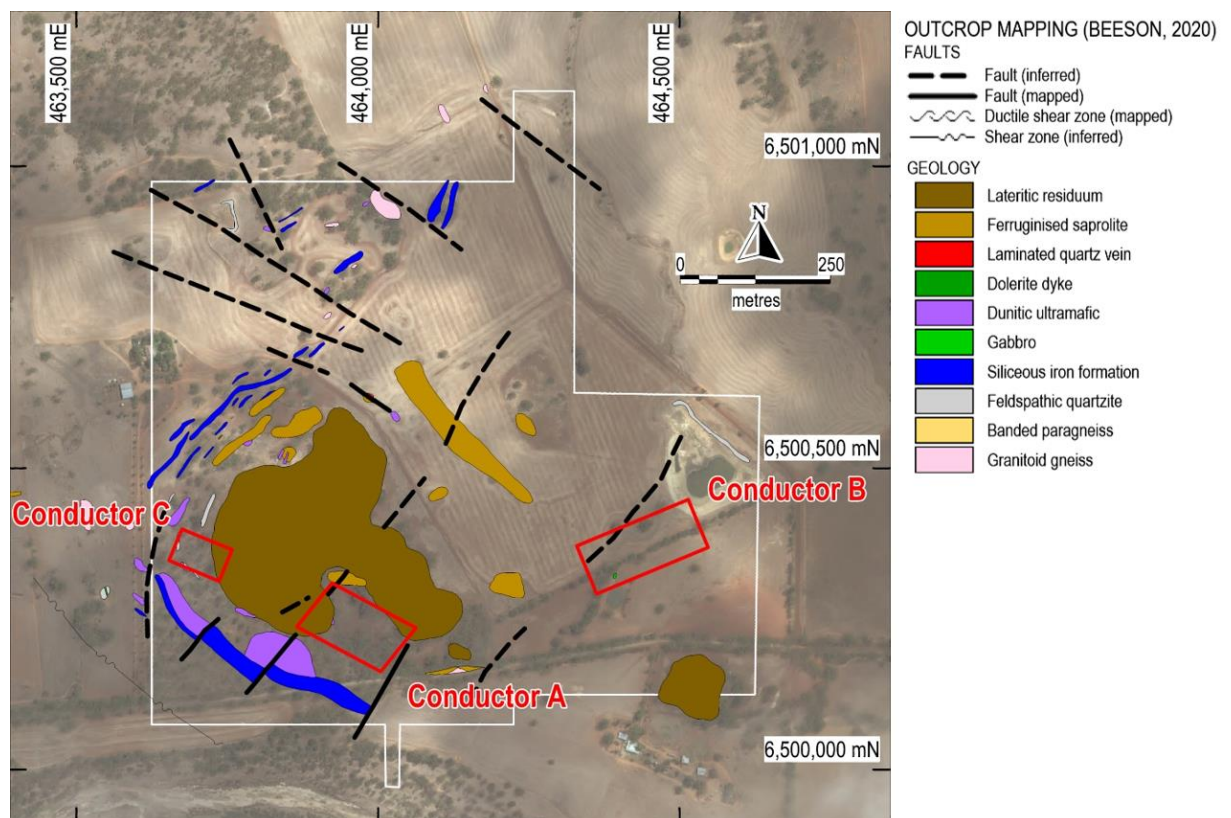 463,500 mE
464,000 mE
464,500 mE
6,501,000 mN
N
0
250
metres
6,500,500 mN
Conductor B
Conductor C
Conductor A
6,500,000 mN
OUTCROP MAPPING (BEESON, 2020)
FAULTS
Fault (inferred)
Fault (mapped)
Ductile shear zone (mapped)
Shear zone (inferred)
GEOLOGY
Lateritic residuum
Ferruginised saprolite
Laminated quartz vein
Dolerite dyke
Dunitic ultramafic
Gabbro
Siliceous iron formation
Feldspathic quartzite
Banded paragneiss
Granitoid gneiss